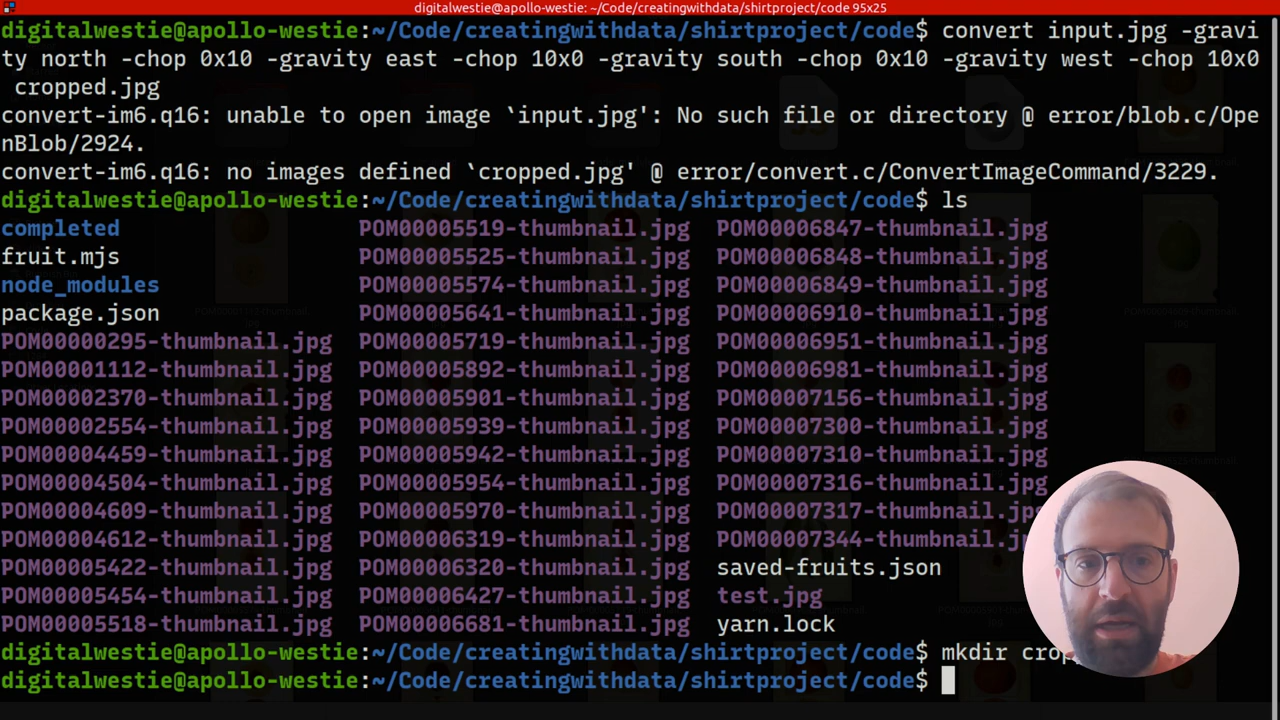 digitalwestie@apollo-westie: ~/Code/creatingwithdata/shirtproject/code 95x25
digitalwestie@apollo-westie:~/Code/creatingwithdata/shirtproject/code$ convert input.jpg -gravi
ty north -chop 0x10 -gravity east -chop 10x0 -gravity south -chop 0x10 -gravity west -chop 10x0
cropped.jpg
convert-im6.q16: unable to open image `input.jpg': No such file or directory @ error/blob.c/Ope
nBlob/2924.
convert-im6.q16: no images defined `cropped.jpg' @ error/convert.c/ConvertImageCommand/3229.
digitalwestie@apollo-westie:~/Code/creatingwithdata/shirtproject/code$ ls
completed POM00005519-thumbnail.jpg POM00006847-thumbnail.jpg
fruit.mjs POM00005525-thumbnail.jpg POM00006848-thumbnail.jpg
node_modules POM00005574-thumbnail.jpg POM00006849-thumbnail.jpg
package.json POM00005641-thumbnail.jpg POM00006910-thumbnail.jpg
POM00000295-thumbnail.jpg POM00005719-thumbnail.jpg POM00006951-thumbnail.jpg
POM00001112-thumbnail.jpg POM00005892-thumbnail.jpg POM00006981-thumbnail.jpg
POM00002370-thumbnail.jpg POM00005901-thumbnail.jpg POM00007156-thumbnail.jpg
POM00002554-thumbnail.jpg POM00005939-thumbnail.jpg POM00007300-thumbnail.jpg
POM00004459-thumbnail.jpg POM00005942-thumbnail.jpg POM00007310-thumbnail.jpg
POM00004504-thumbnail.jpg POM00005954-thumbnail.jpg POM00007316-thumbnail.jpg
POM00004609-thumbnail.jpg POM00005970-thumbnail.jpg POM00007317-thumbnail.jpg
POM00004612-thumbnail.jpg POM00006319-thumbnail.jpg POM00007344-thumbnail.jpg
POM00005422-thumbnail.jpg POM00006320-thumbnail.jpg saved-fruits.json
POM00005454-thumbnail.jpg POM00006427-thumbnail.jpg test.jpg
POM00005518-thumbnail.jpg POM00006681-thumbnail.jpg yarn.lock
digitalwestie@apollo-westie:~/Code/creatingwithdata/shirtproject/code$ mkdir
digitalwestie@apollo-westie:~/Code/creatingwithdata/shirtproject/code$